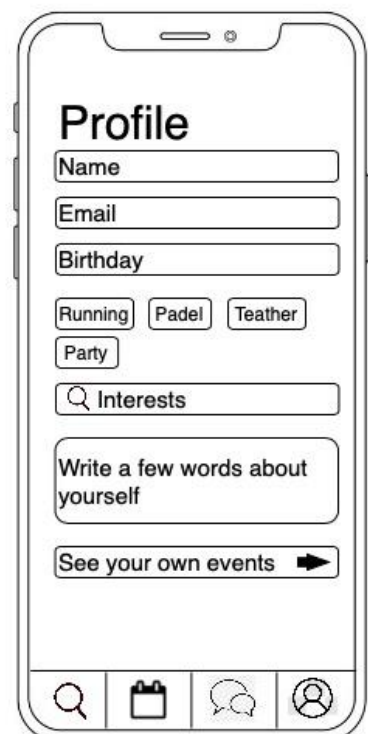 Profile
Name
Email
Birthday
Running Padel Teather
Party
Interests
Write a few words about
yourself
See your own events